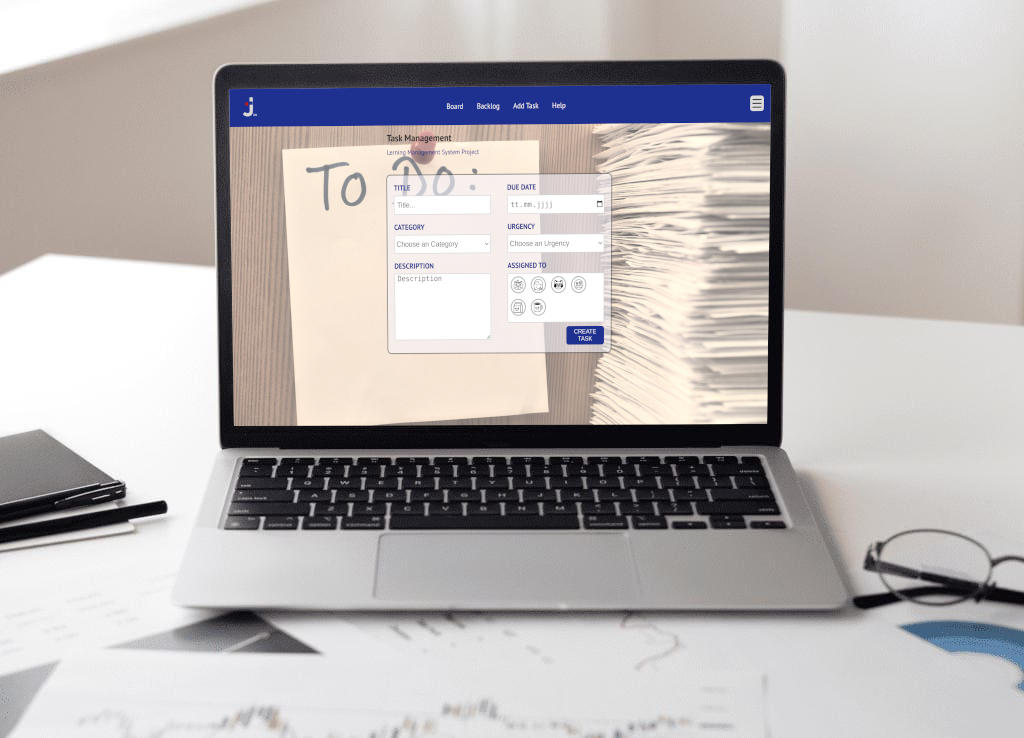 Board Backlog Add Task Help
Task Management
Lerning Management System Project
To Do:
TITLE
Title...
DUE DATE
tt.mm.jjjj
CATEGORY
Choose an Category
URGENCY
Choose an Urgency
DESCRIPTION
Description
ASSIGNED TO
CREATE
TASK
Q W E R T Y U I O P
A S D F G H J K L
Z X C V B N M